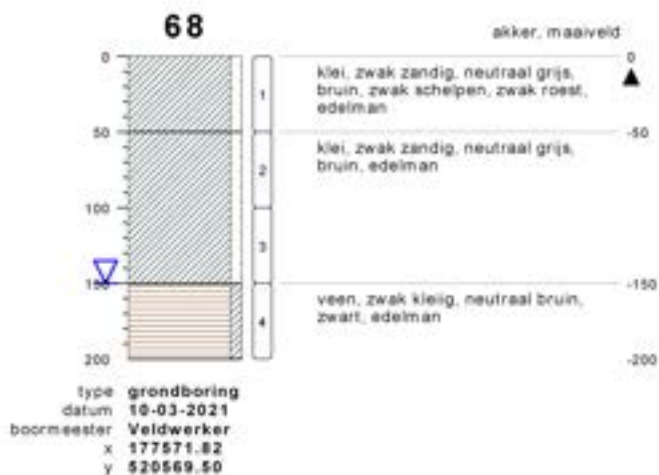 68
akker, maaiveld
0
0
klei, zwak zandig, neutraal grijs,
bruin, zwak schelpen, zwak roest,
edelman
1
50
-50
klei, zwak zandig, neutraal grijs,
bruin, edelman
2
100
3
150
-150
veen, zwak kleiig, neutraal bruin,
zwart, edelman
4
200
-200
type grondboring
datum 10-03-2021
boormeester Veldwerker
x 177571.82
y 520569.50